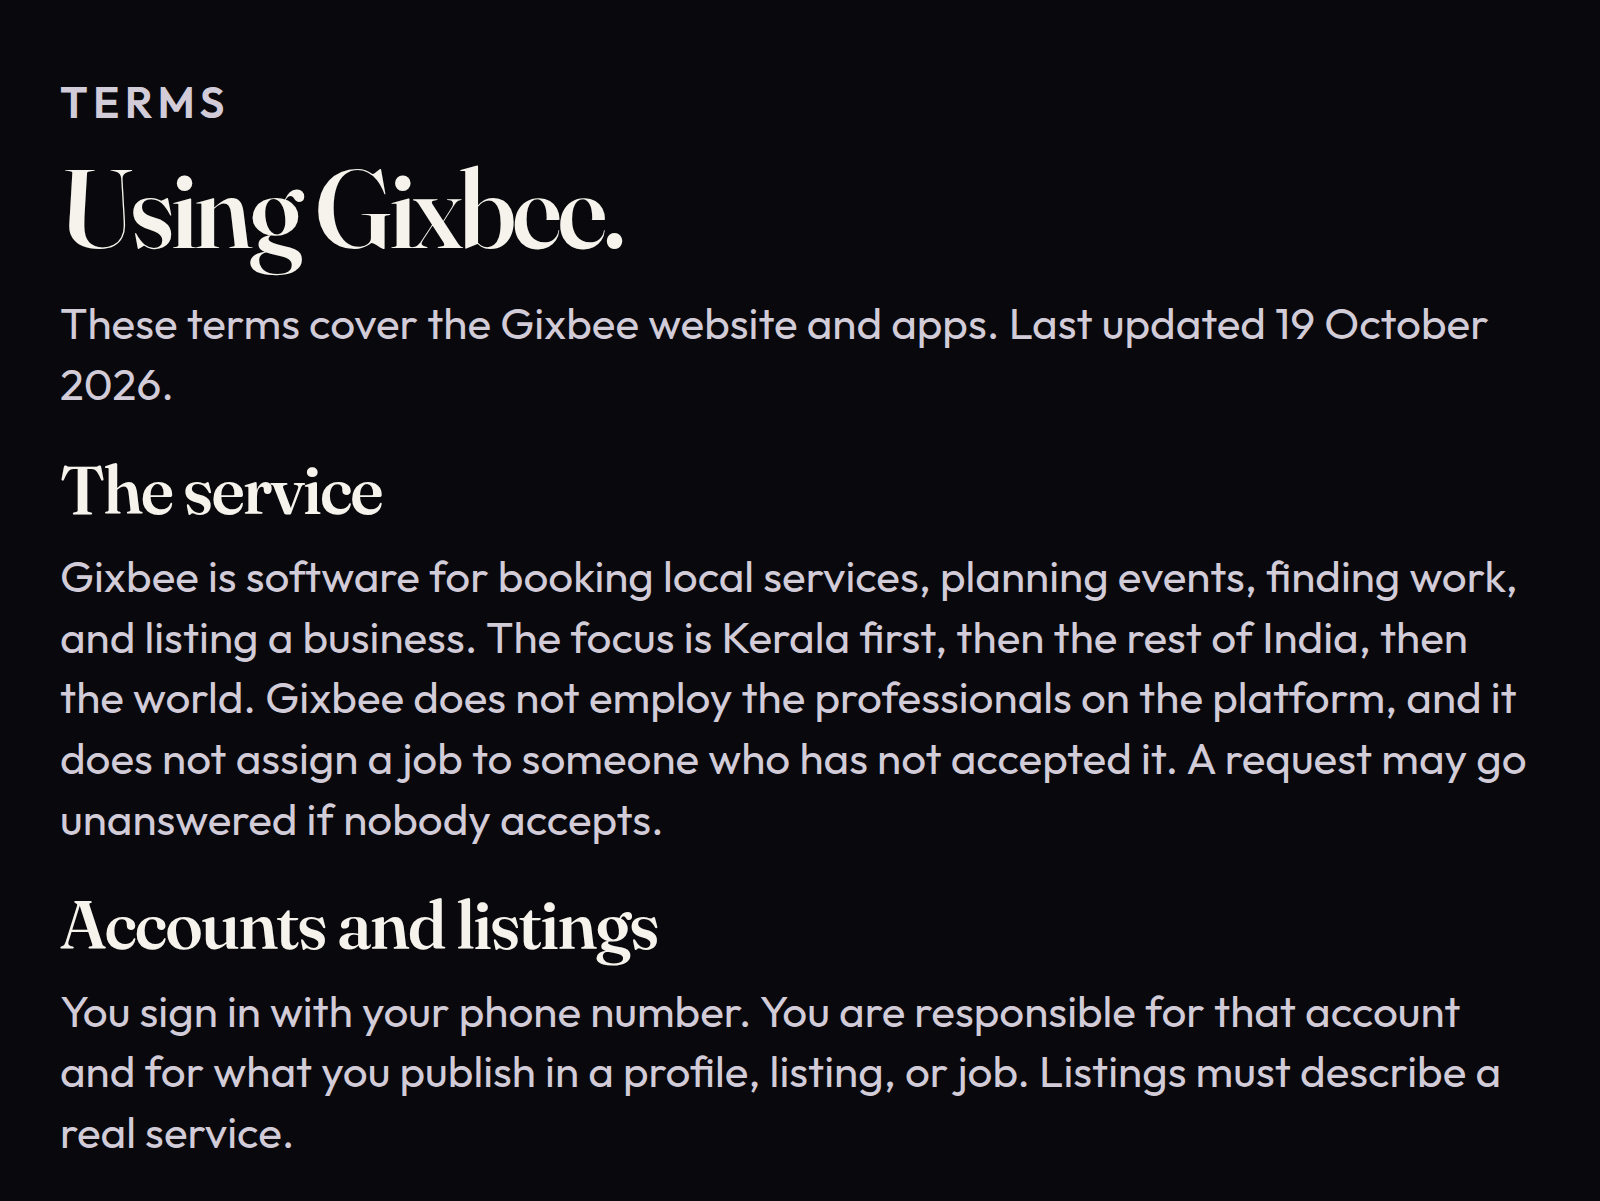 TERMS
Using Gixbee.
These terms cover the Gixbee website and apps. Last updated 19 October
2026.
The service
Gixbee is software for booking local services, planning events, finding work,
and listing a business. The focus is Kerala first, then the rest of India, then
the world. Gixbee does not employ the professionals on the platform, and it
does not assign a job to someone who has not accepted it. A request may go
unanswered if nobody accepts.
Accounts and listings
You sign in with your phone number. You are responsible for that account
and for what you publish in a profile, listing, or job. Listings must describe a
real service.